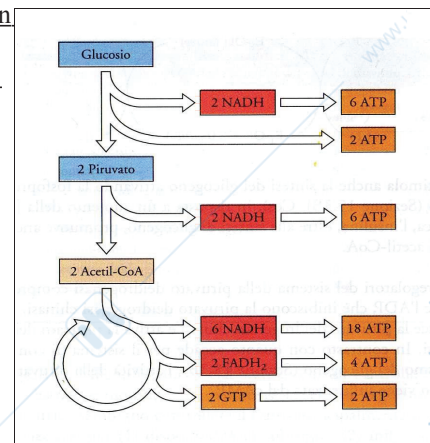 n
www.
Glucosio
2 NADH 6 ATP
2 ATP
2 Piruvato
2 NADH 6 ATP
2 Acetil-CoA
6 NADH 18 ATP
2 FADH₂ 4 ATP
2 GTP 2 ATP